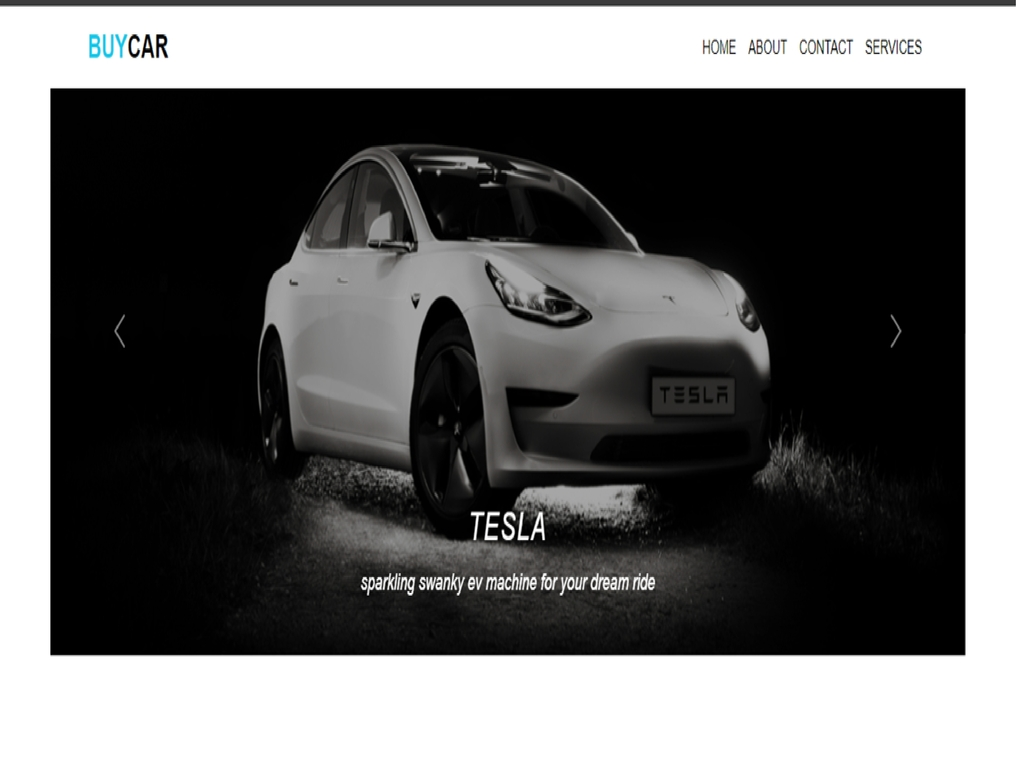 BUYCAR
HOME ABOUT CONTACT SERVICES
TESLA
TESLA
sparkling swanky ev machine for your dream ride